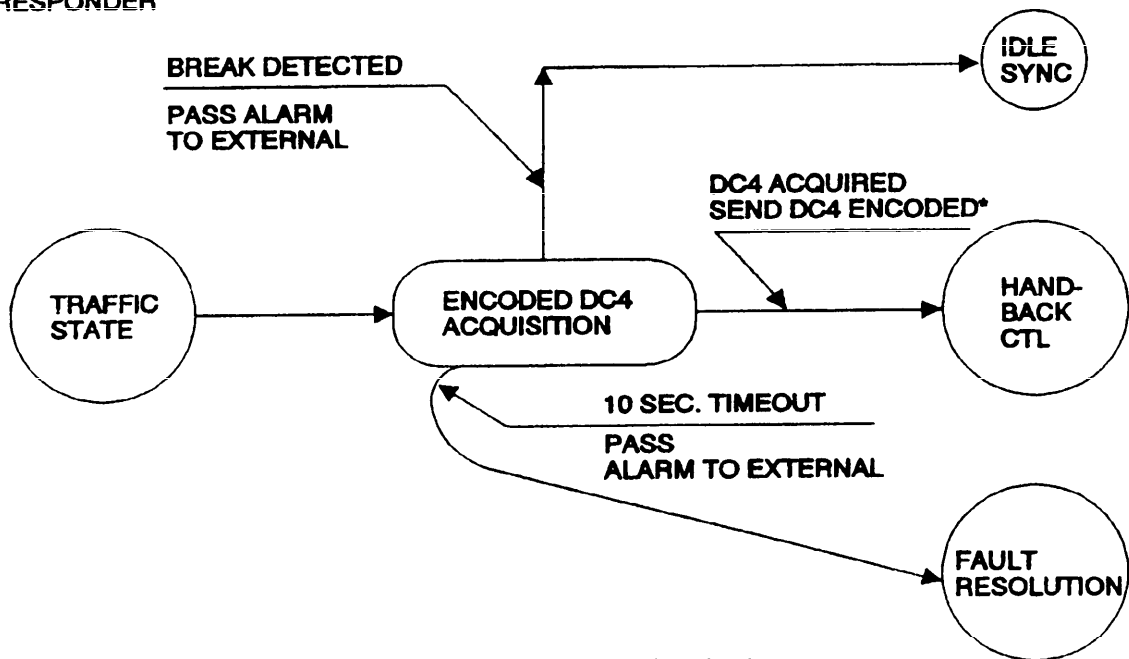 RESPONDER
IDLE
SYNC
BREAK DETECTED
PASS ALARM
TO EXTERNAL
DC4 ACQUIRED
SEND DC4 ENCODED*
TRAFFIC
STATE
ENCODED DC4
ACQUISITION
HAND-
BACK
CTL
10 SEC. TIMEOUT
PASS
ALARM TO EXTERNAL
FAULT
RESOLUTION